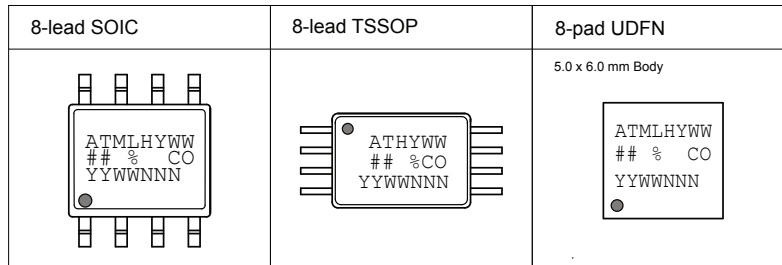 8-lead SOIC
ATMLHYWW
## % CO
YYWWNNN
8-lead TSSOP
ATHYWW
## %CO
YYWWNNN
8-pad UDFN
5.0 x 6.0 mm Body
ATMLHYWW
## % CO
YYWWNNN